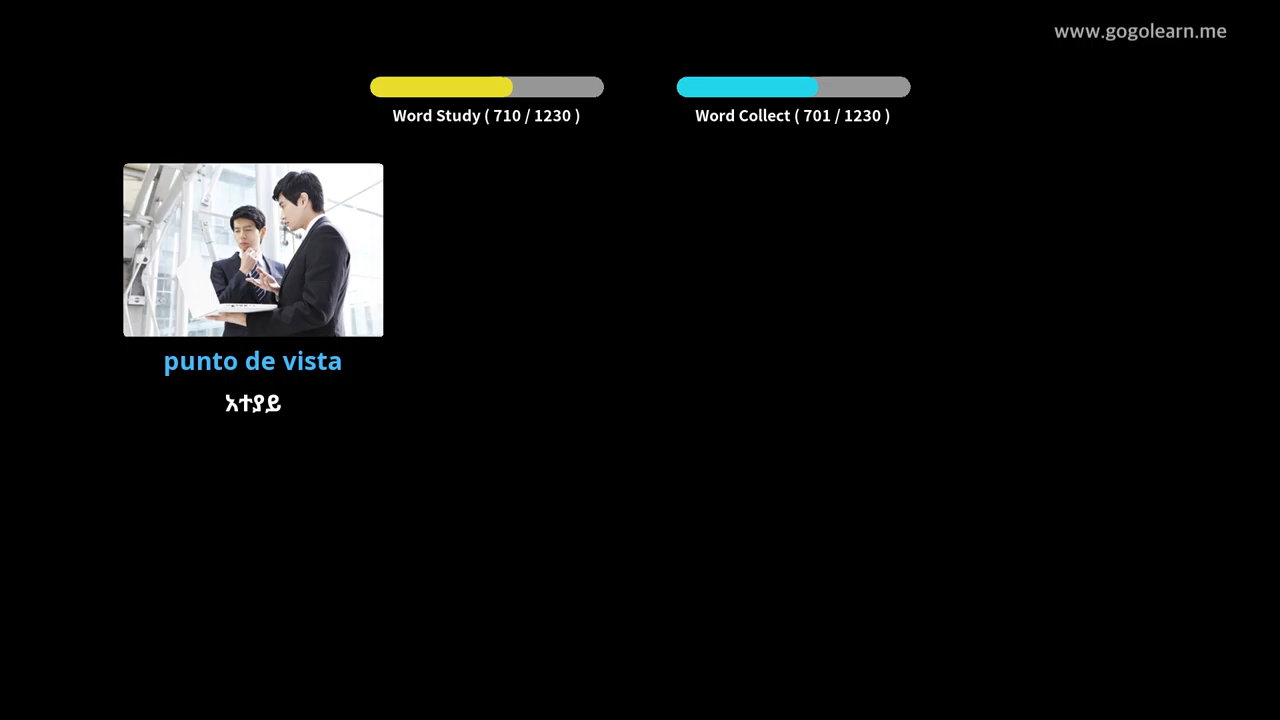 www.gogolearn.me
Word Study ( 710 / 1230 )
Word Collect ( 701 / 1230 )
punto de vista
አተያይ